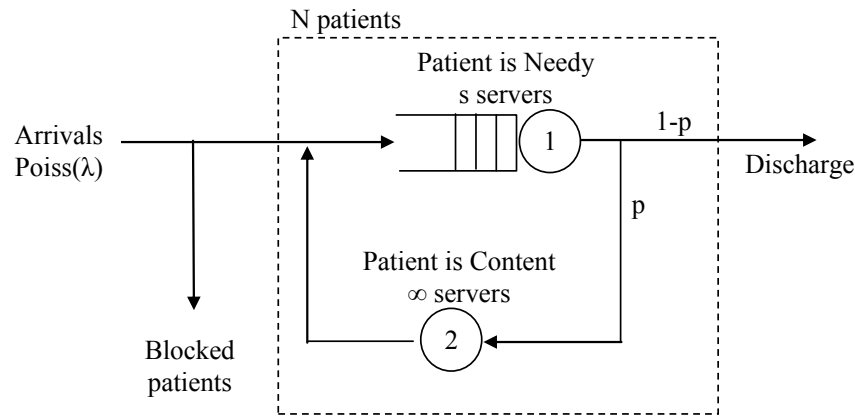 N patients
Patient is Needy
s servers
Arrivals
Poiss(λ)
1
1-p
Discharge
p
Patient is Content
∞ servers
2
Blocked
patients